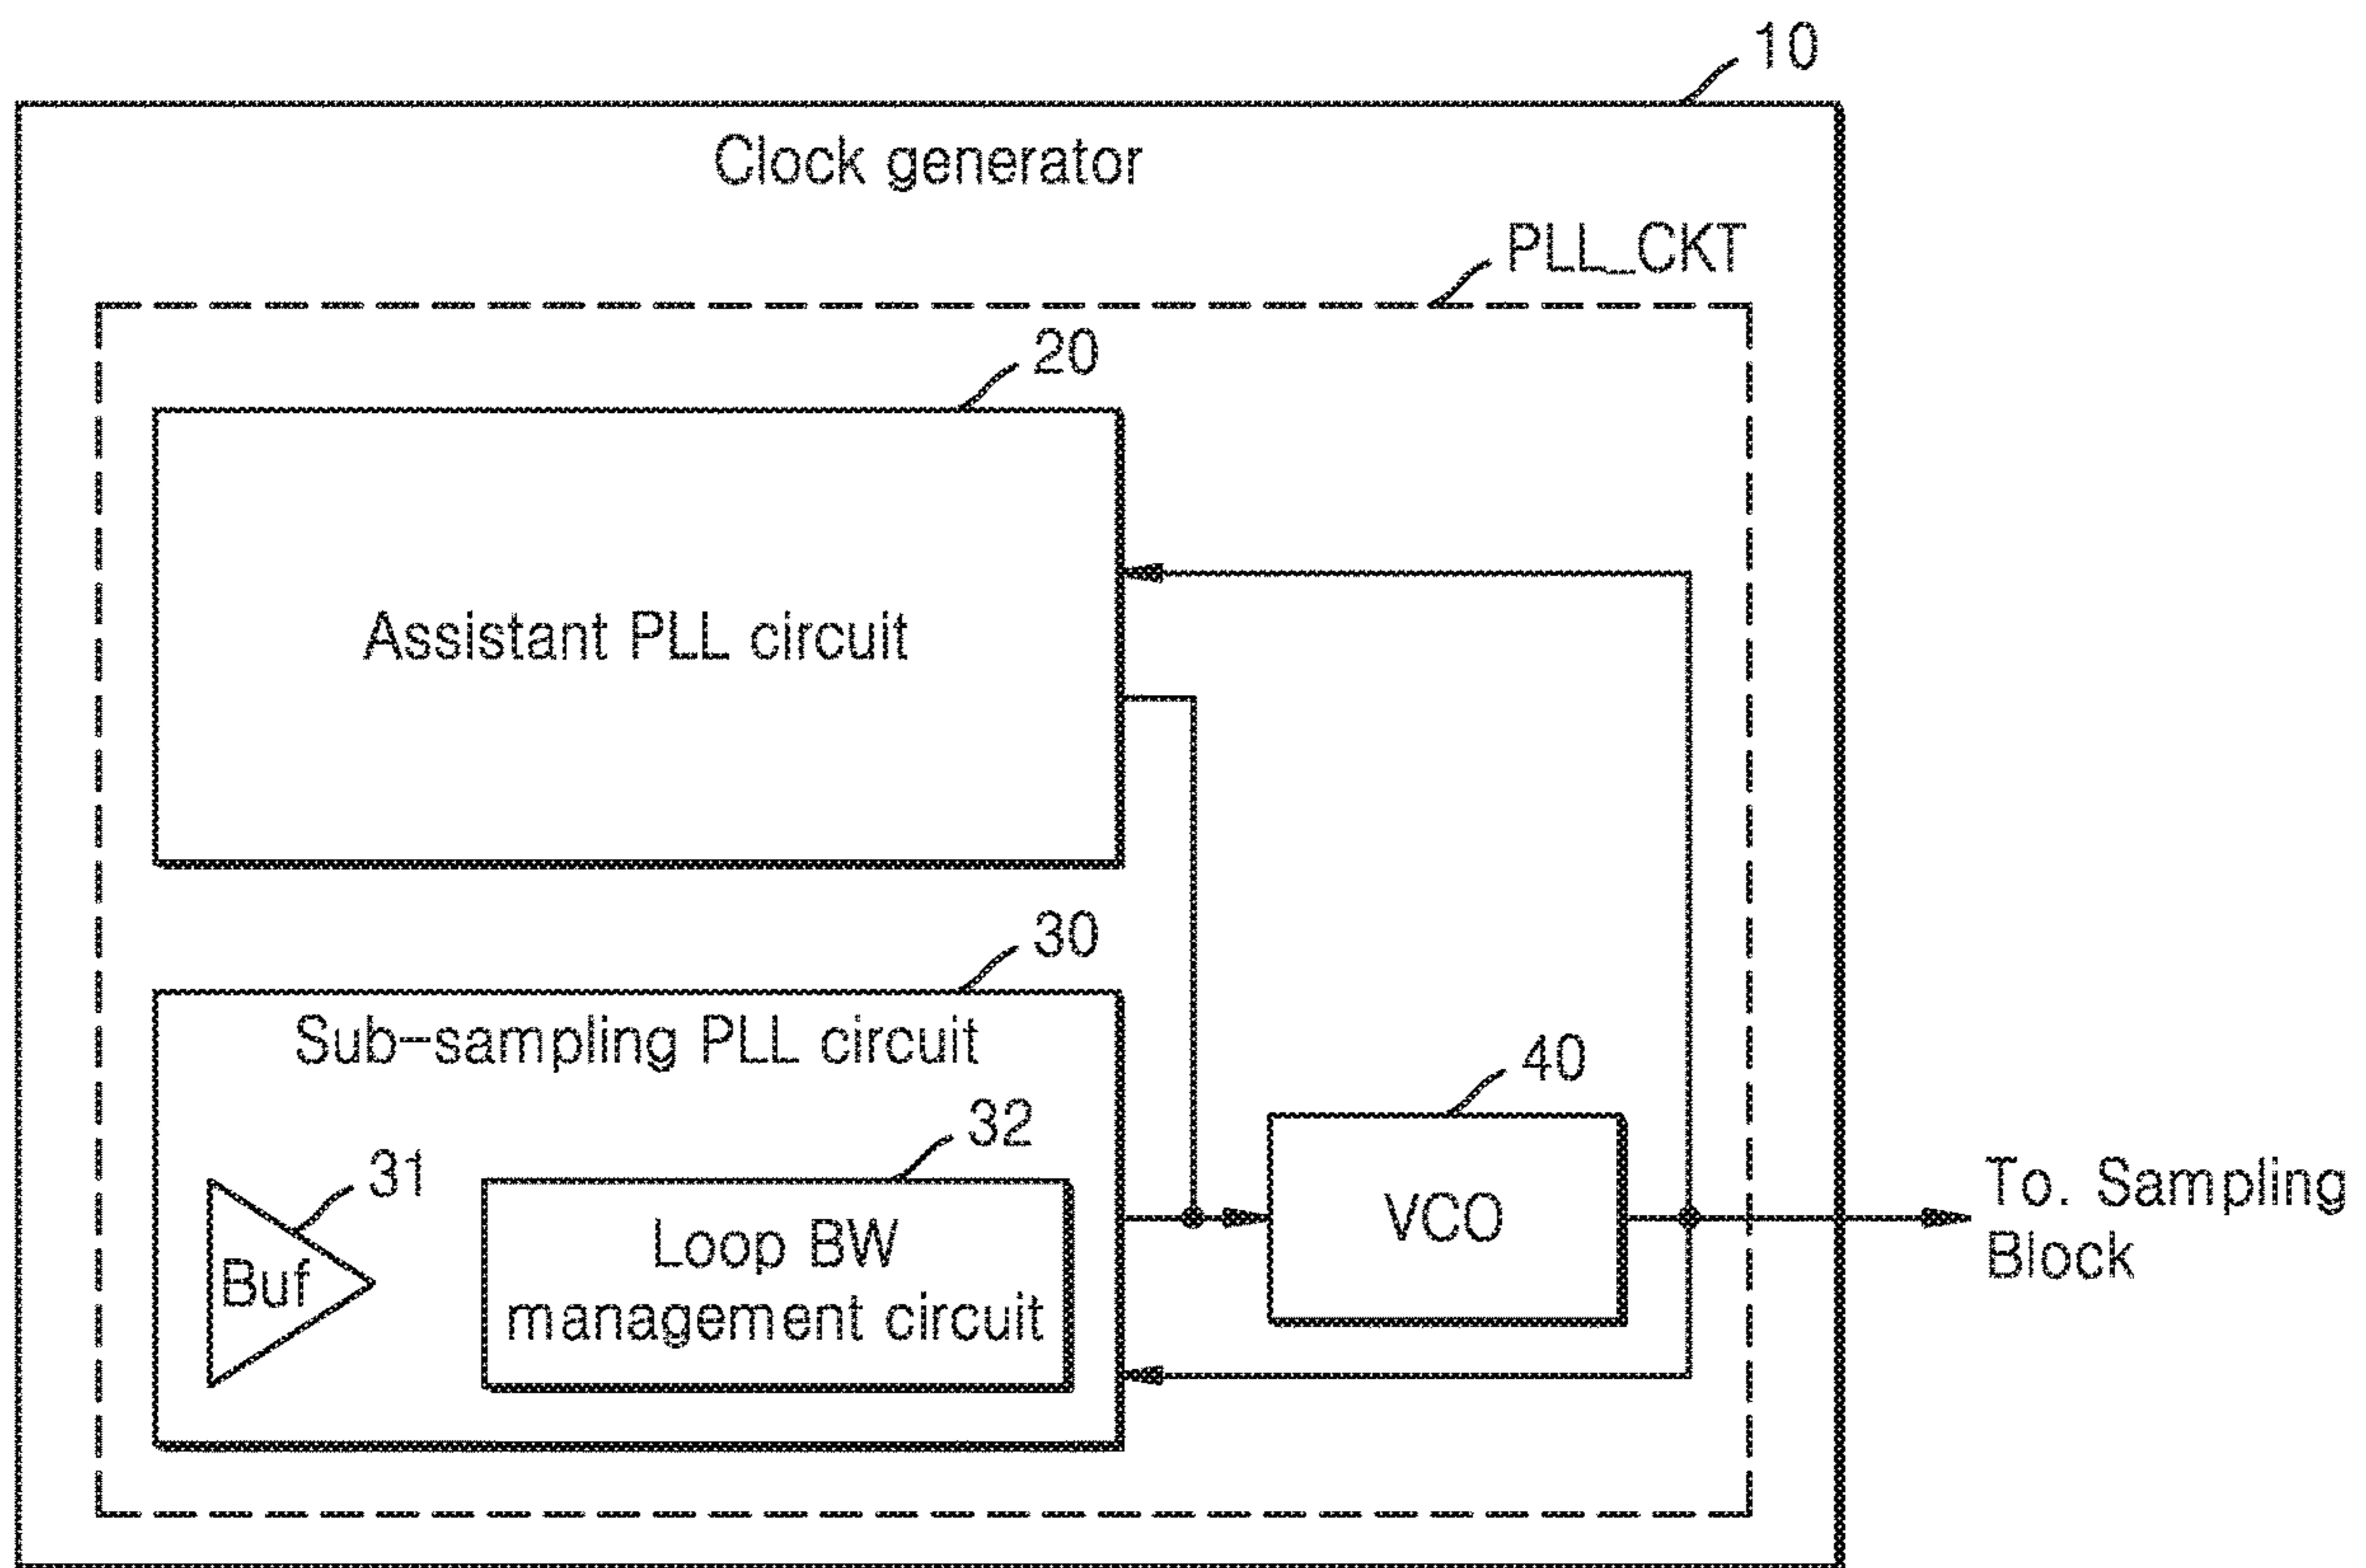 10
Clock generator
PLL_CKT
20
Assistant PLL circuit
30
Sub-sampling PLL circuit
31
Buf
32
Loop BW
management circuit
40
VCO
To. Sampling
Block